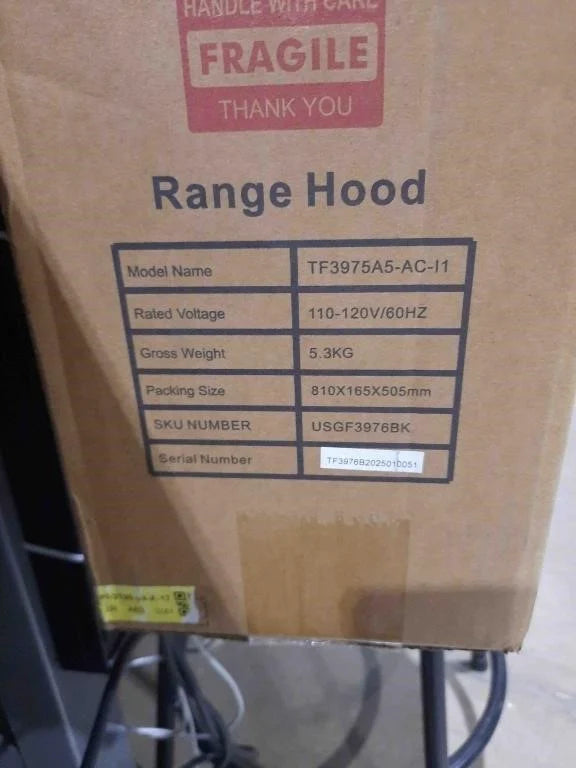 HANDLE WITH CARE
FRAGILE
THANK YOU
Range Hood
Model Name TF3975A5-AC-I1
Rated Voltage 110-120V/60HZ
Gross Weight 5.3KG
Packing Size 810X165X505mm
SKU NUMBER USGF3976BK
Serial Number TF3976B2025010051